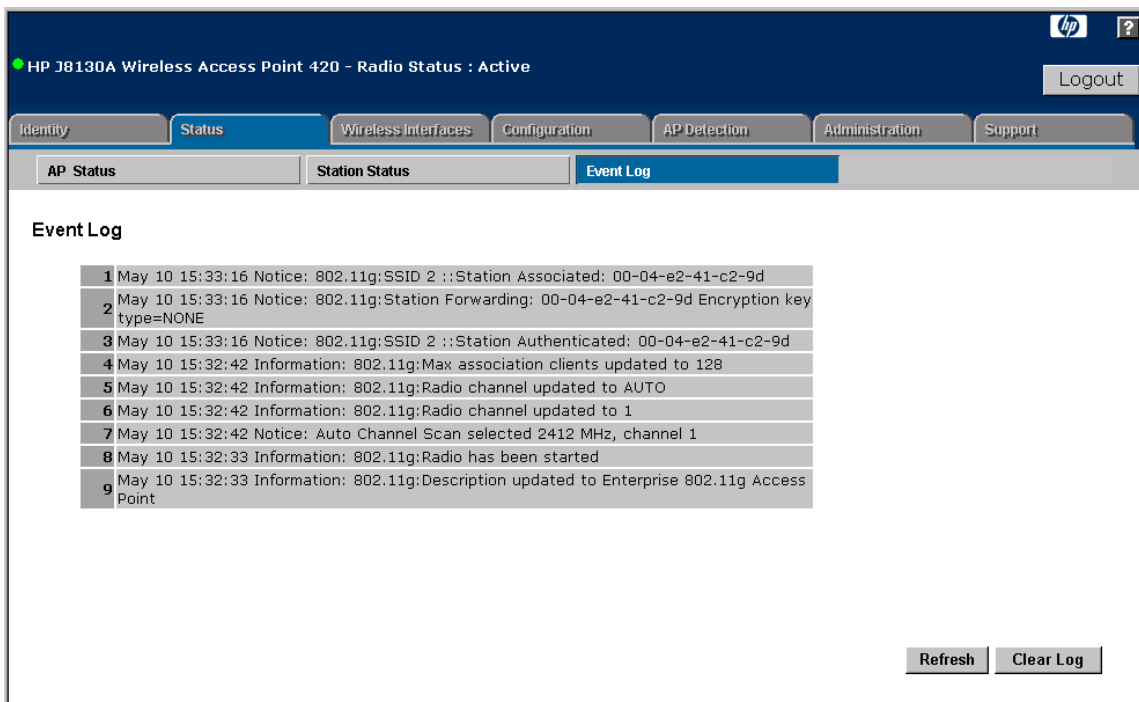 hp
?
HP J8130A Wireless Access Point 420 - Radio Status : Active
Logout
Identity
Status
Wireless Interfaces
Configuration
AP Detection
Administration
Support
AP Status
Station Status
Event Log
Event Log
1 May 10 15:33:16 Notice: 802.11g:SSID 2 ::Station Associated: 00-04-e2-41-c2-9d
2 May 10 15:33:16 Notice: 802.11g:Station Forwarding: 00-04-e2-41-c2-9d Encryption key
type=NONE
3 May 10 15:33:16 Notice: 802.11g:SSID 2 ::Station Authenticated: 00-04-e2-41-c2-9d
4 May 10 15:32:42 Information: 802.11g:Max association clients updated to 128
5 May 10 15:32:42 Information: 802.11g:Radio channel updated to AUTO
6 May 10 15:32:42 Information: 802.11g:Radio channel updated to 1
7 May 10 15:32:42 Notice: Auto Channel Scan selected 2412 MHz, channel 1
8 May 10 15:32:33 Information: 802.11g:Radio has been started
9 May 10 15:32:33 Information: 802.11g:Description updated to Enterprise 802.11g Access
Point
Refresh
Clear Log